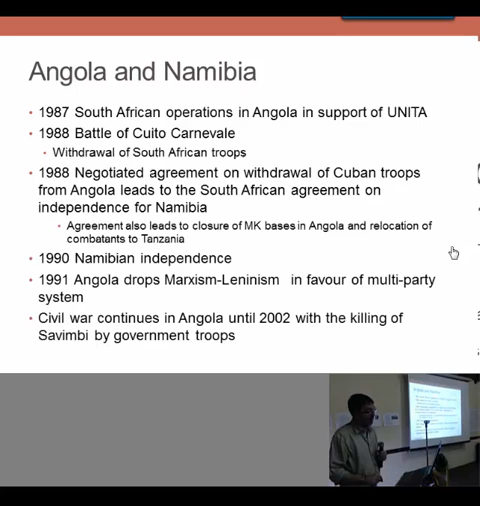 Angola and Namibia
• 1987 South African operations in Angola in support of UNITA
• 1988 Battle of Cuito Carnevale
• Withdrawal of South African troops
• 1988 Negotiated agreement on withdrawal of Cuban troops
from Angola leads to the South African agreement on
independence for Namibia
• Agreement also leads to closure of MK bases in Angola and relocation of
combatants to Tanzania
• 1990 Namibian independence
• 1991 Angola drops Marxism-Leninism in favour of multi-party
system
• Civil war continues in Angola until 2002 with the killing of
Savimbi by government troops